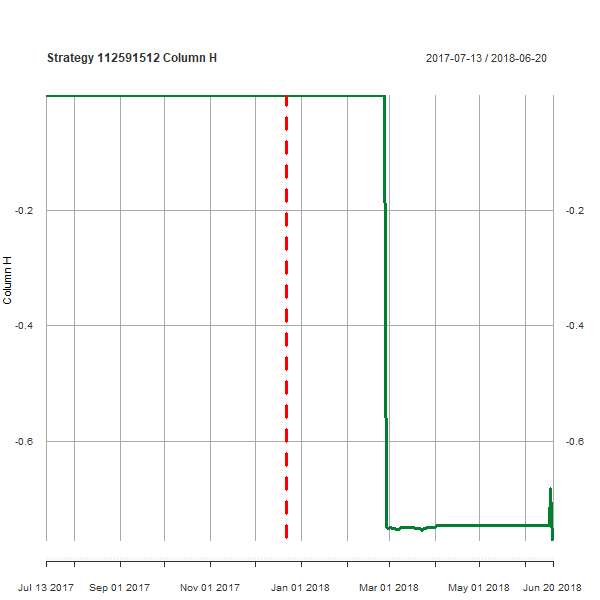 Strategy 112591512 Column H
2017-07-13 / 2018-06-20
-0.2
-0.2
-0.4
-0.4
-0.6
-0.6
Column H
Jul 13 2017
Sep 01 2017
Nov 01 2017
Jan 01 2018
Mar 01 2018
May 01 2018
Jun 20 2018